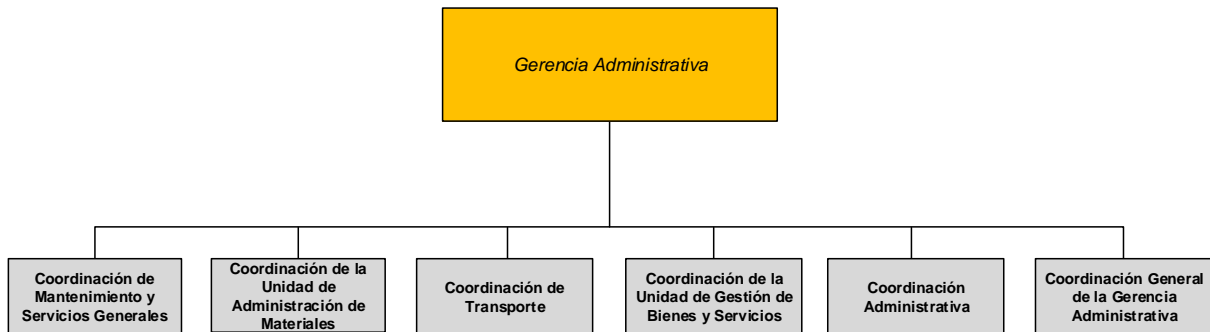 Gerencia Administrativa
Coordinación de
Mantenimiento y
Servicios Generales
Coordinación de la
Unidad de
Administración de
Materiales
Coordinación de
Transporte
Coordinación de la
Unidad de Gestión de
Bienes y Servicios
Coordinación
Administrativa
Coordinación General
de la Gerencia
Administrativa